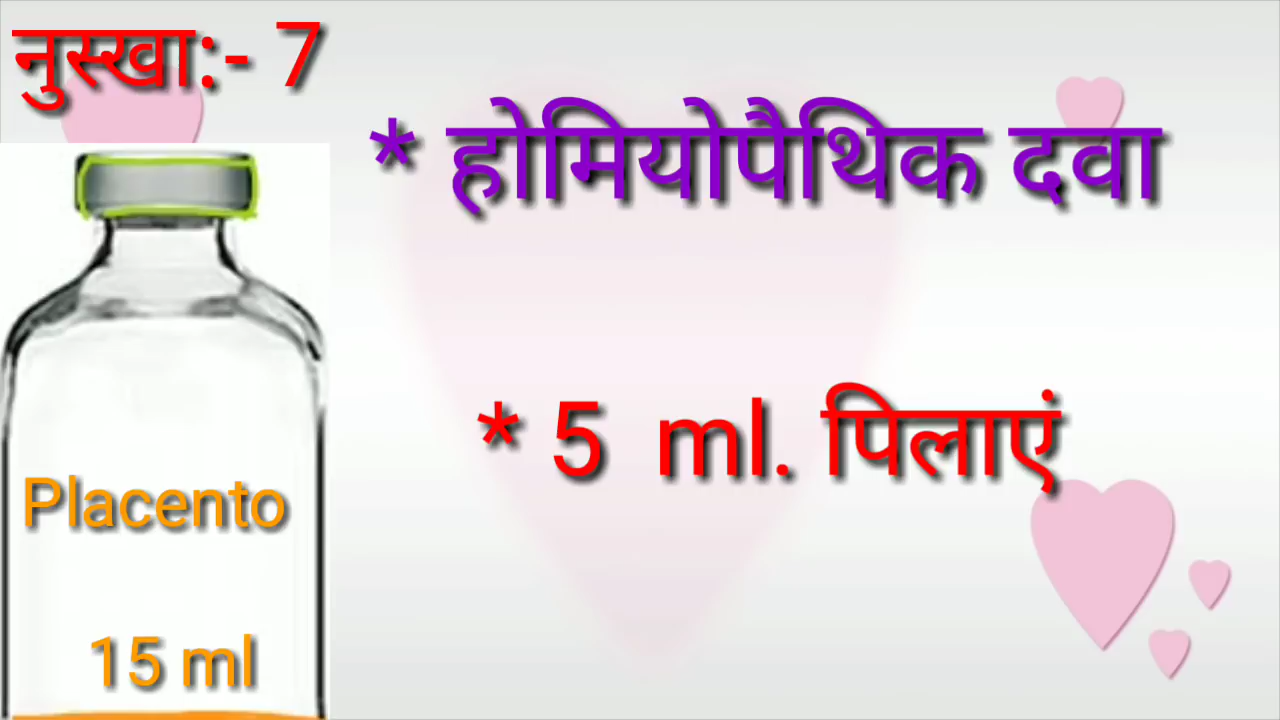 नुस्खा:- 7
* होमियोपैथिक दवा
* 5 ml. पिलाएं
Placento
15 ml